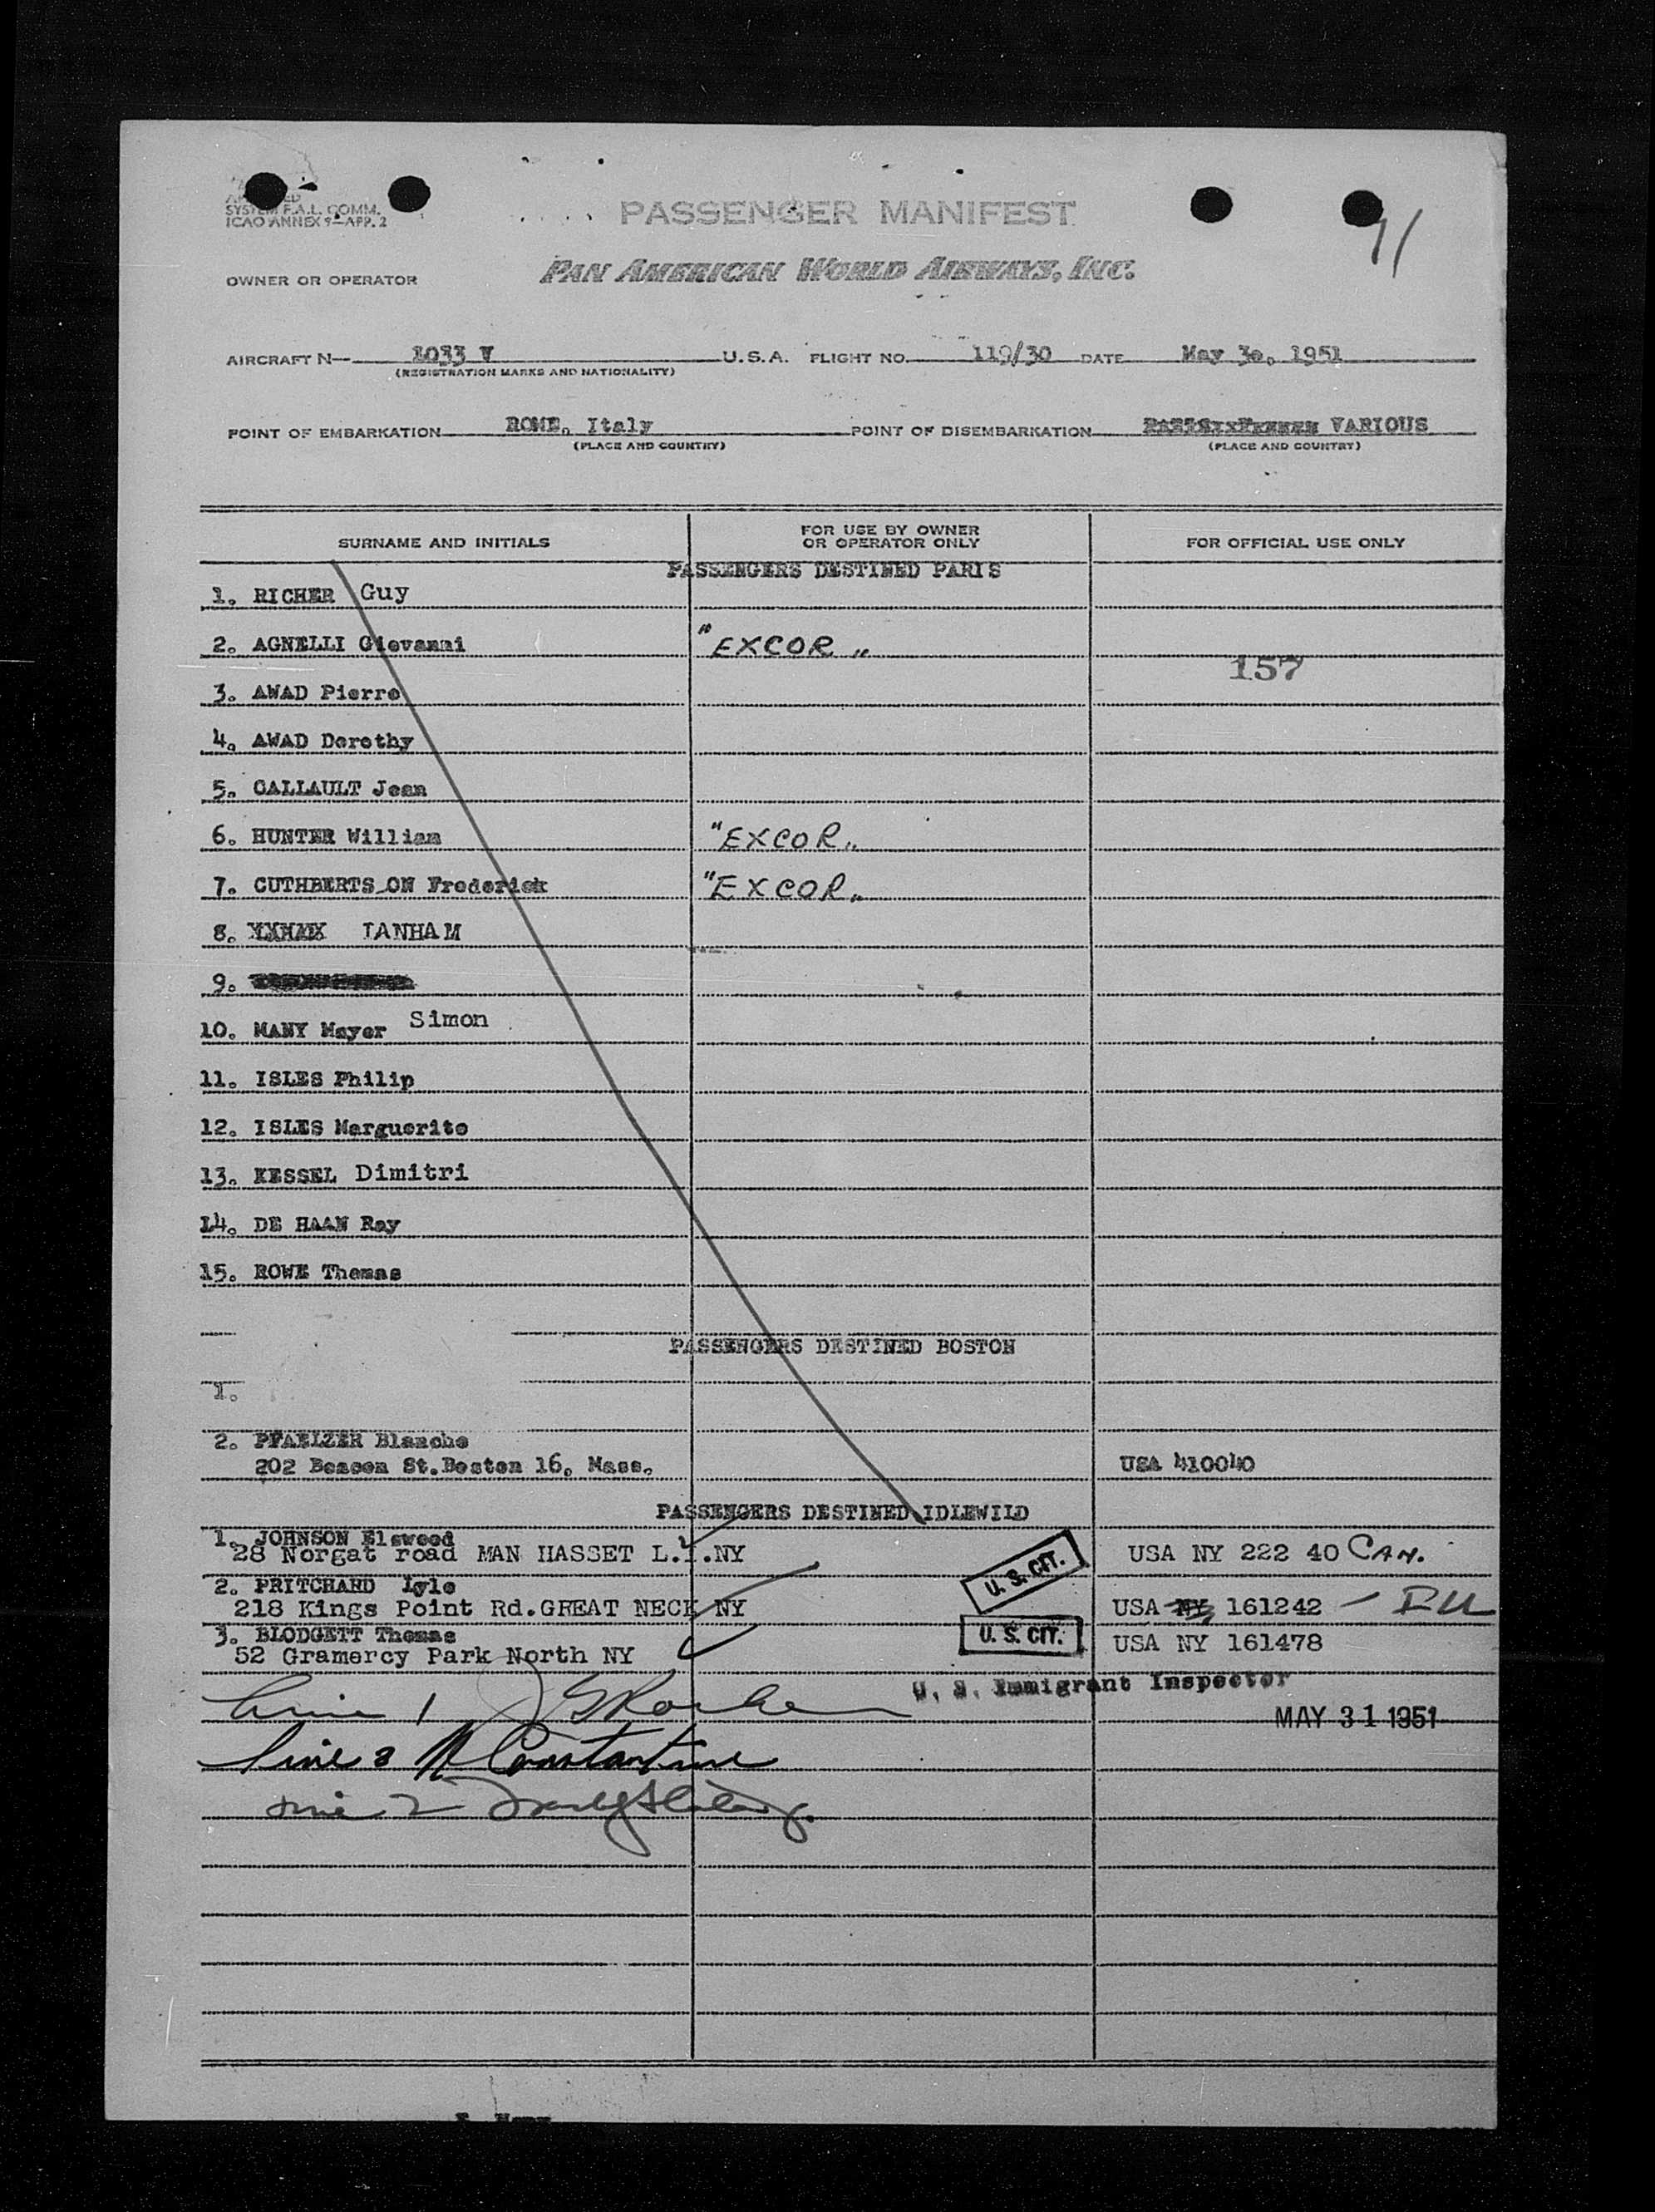 SYSTEM F.A.L. COMM.
ICAO ANNEX 9—APP. 2
PASSENGER MANIFEST
OWNER OR OPERATOR
PAN AMERICAN WORLD AIRWAYS, INC.
AIRCRAFT N— 1033 V U.S.A. FLIGHT NO. 110/30 DATE May 30, 1951
(REGISTRATION MARKS AND NATIONALITY)
POINT OF EMBARKATION ROME, Italy POINT OF DISEMBARKATION VARIOUS
(PLACE AND COUNTRY) (PLACE AND COUNTRY)
SURNAME AND INITIALS
FOR USE BY OWNER
OR OPERATOR ONLY
FOR OFFICIAL USE ONLY
PASSENGERS DESTINED PARIS
1. RICHER Guy
2. AGNELLI Giovanni "EXCOR"
157
3. AWAD Pierre
4. AWAD Dorothy
5. GALLAULT Jean
6. HUNTER William "EXCOR"
7. CUTHBERTS ON Frederick "EXCOR"
8. TANHAM
9.
10. MANY Mayer Simon
11. ISLES Philip
12. ISLES Marguerite
13. KESSEL Dimitri
14. DE HAAN Ray
15. ROWE Thomas
PASSENGERS DESTINED BOSTON
1.
2. PFAELZER Blanche
202 Beacon St.Boston 16, Mass. USA 410040
PASSENGERS DESTINED IDLEWILD
1. JOHNSON Elswood
28 Norgat road MAN HASSET L.I.NY U.S. CIT. USA NY 222 40 CAN.
2. PRITCHARD Lyle
218 Kings Point Rd.GREAT NECK NY USA NY 161242 —
3. BLODGETT Thomas U.S. CIT.
52 Gramercy Park North NY USA NY 161478
U. S. Immigrant Inspector
Line 1
MAY 31 1951
Line 3 Constantine
Line 2